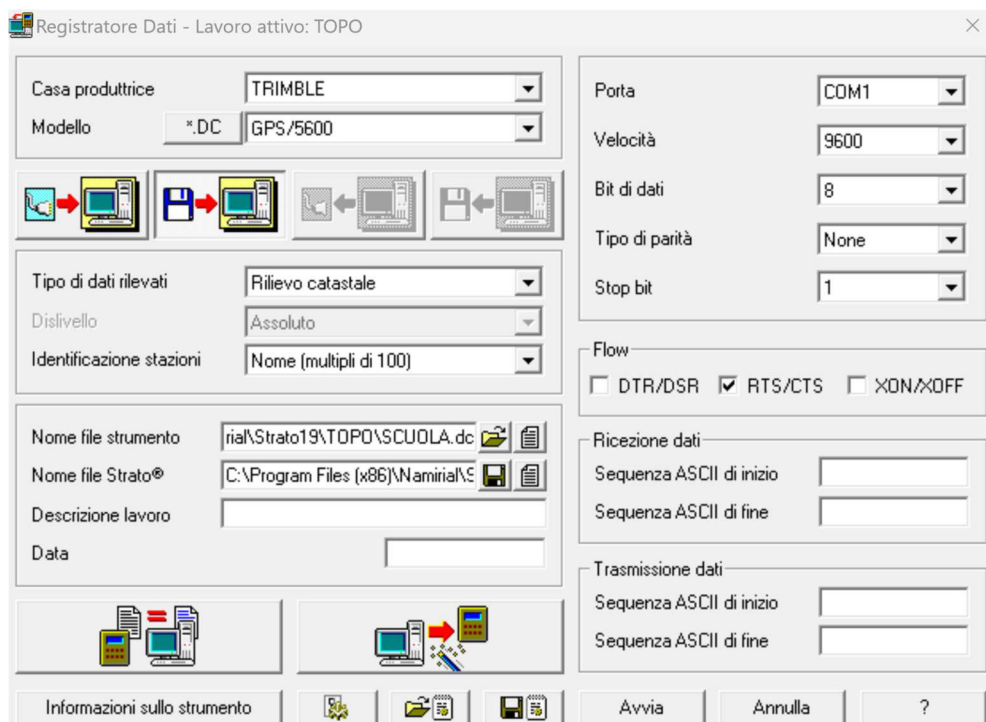 Registratore Dati - Lavoro attivo: TOPO
Casa produttrice
TRIMBLE
Modello
*.DC
GPS/5600
Tipo di dati rilevati
Rilievo catastale
Dislivello
Assoluto
Identificazione stazioni
Nome (multipli di 100)
Nome file strumento
rial\Strato19\TOPO\SCUOLA.dc
Nome file Strato®
C:\Program Files (x86)\Namirial\S
Descrizione lavoro
Data
Informazioni sullo strumento
Porta
COM1
Velocità
9600
Bit di dati
8
Tipo di parità
None
Stop bit
1
Flow
DTR/DSR
RTS/CTS
XON/XOFF
Ricezione dati
Sequenza ASCII di inizio
Sequenza ASCII di fine
Trasmissione dati
Sequenza ASCII di inizio
Sequenza ASCII di fine
Avvia
Annulla
?